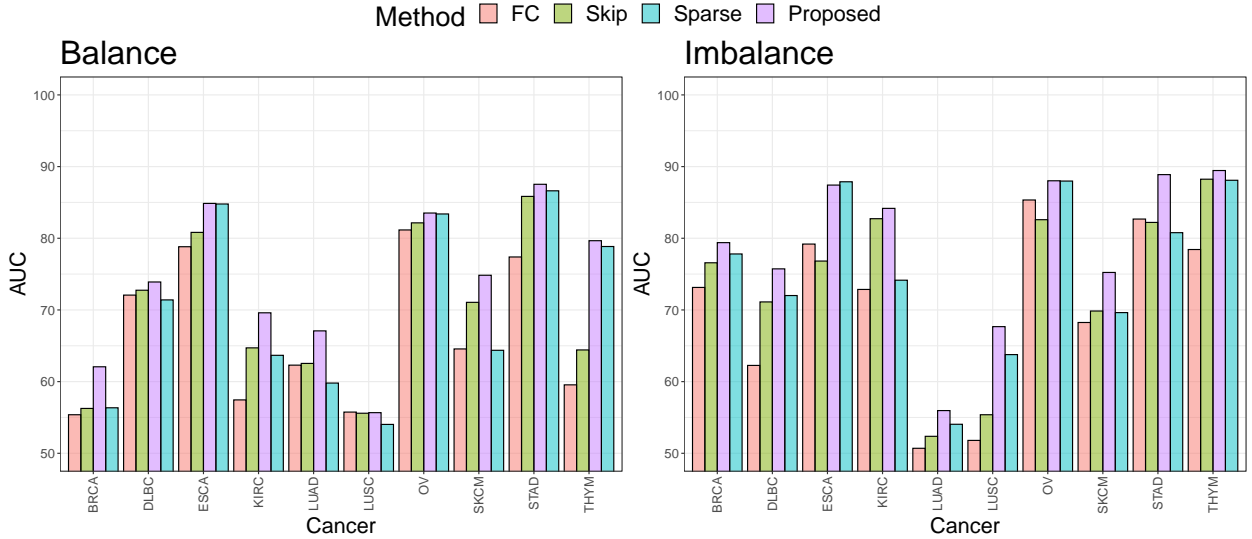 Method FC Skip Sparse Proposed
Balance
Imbalance
AUC
100
90
80
70
60
50
BRCA
DLBC
ESCA
KIRC
LUAD
LUSC
OV
SKCM
STAD
THYM
Cancer
AUC
100
90
80
70
60
50
BRCA
DLBC
ESCA
KIRC
LUAD
LUSC
OV
SKCM
STAD
THYM
Cancer